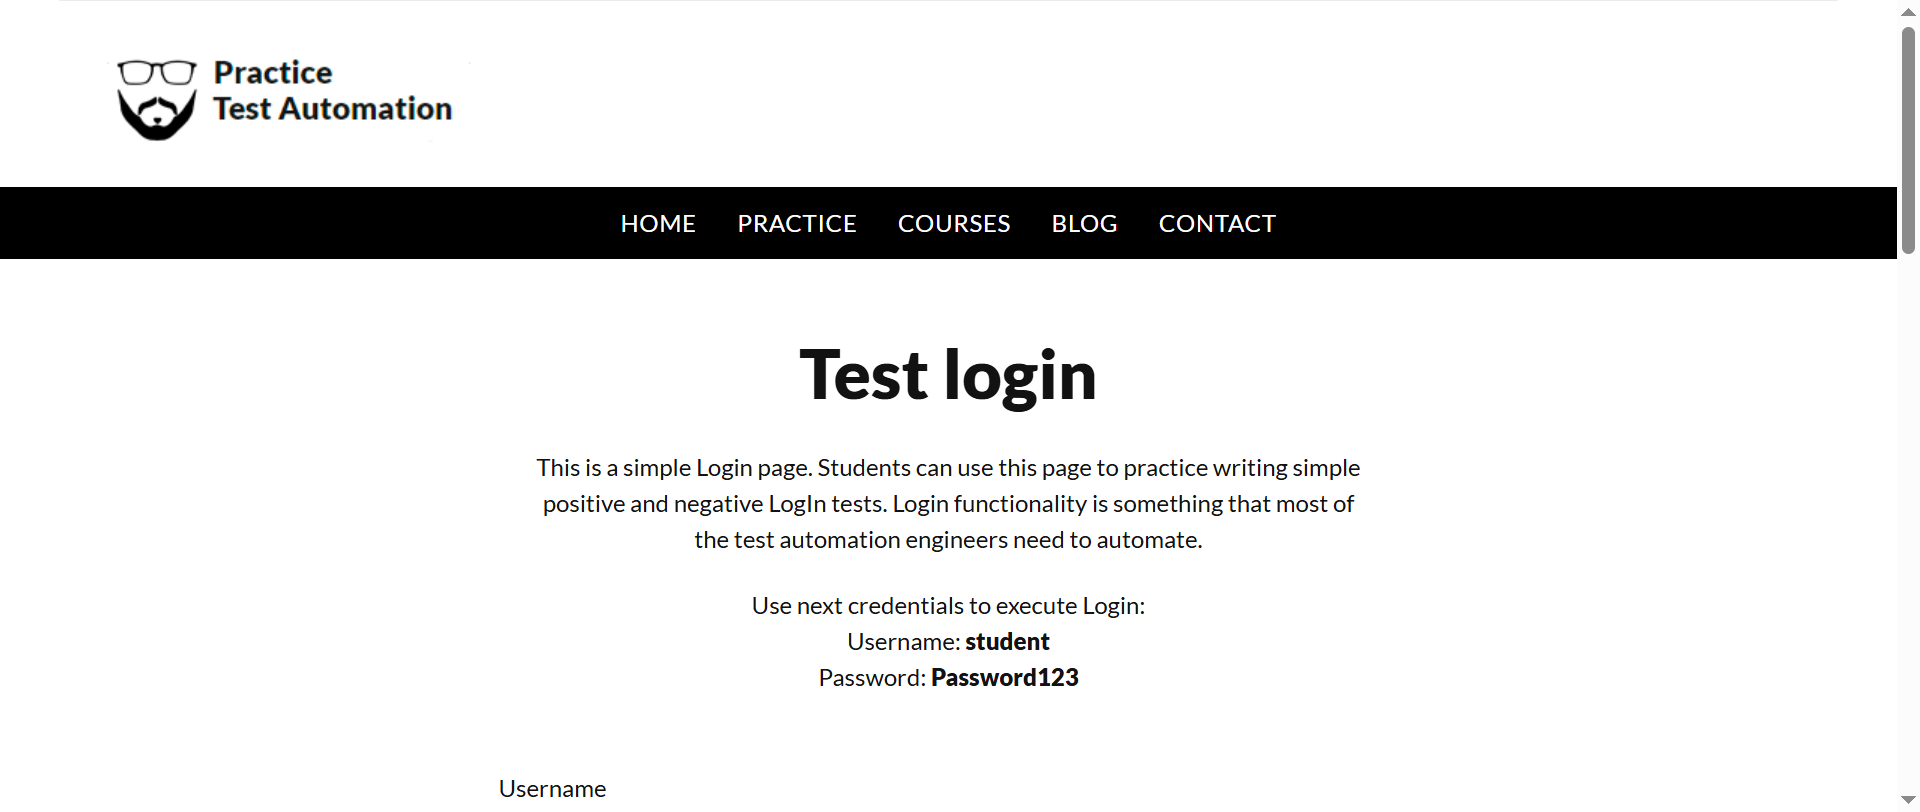 Practice
Test Automation
HOME PRACTICE COURSES BLOG CONTACT
Test login
This is a simple Login page. Students can use this page to practice writing simple
positive and negative LogIn tests. Login functionality is something that most of
the test automation engineers need to automate.
Use next credentials to execute Login:
Username: student
Password: Password123
Username